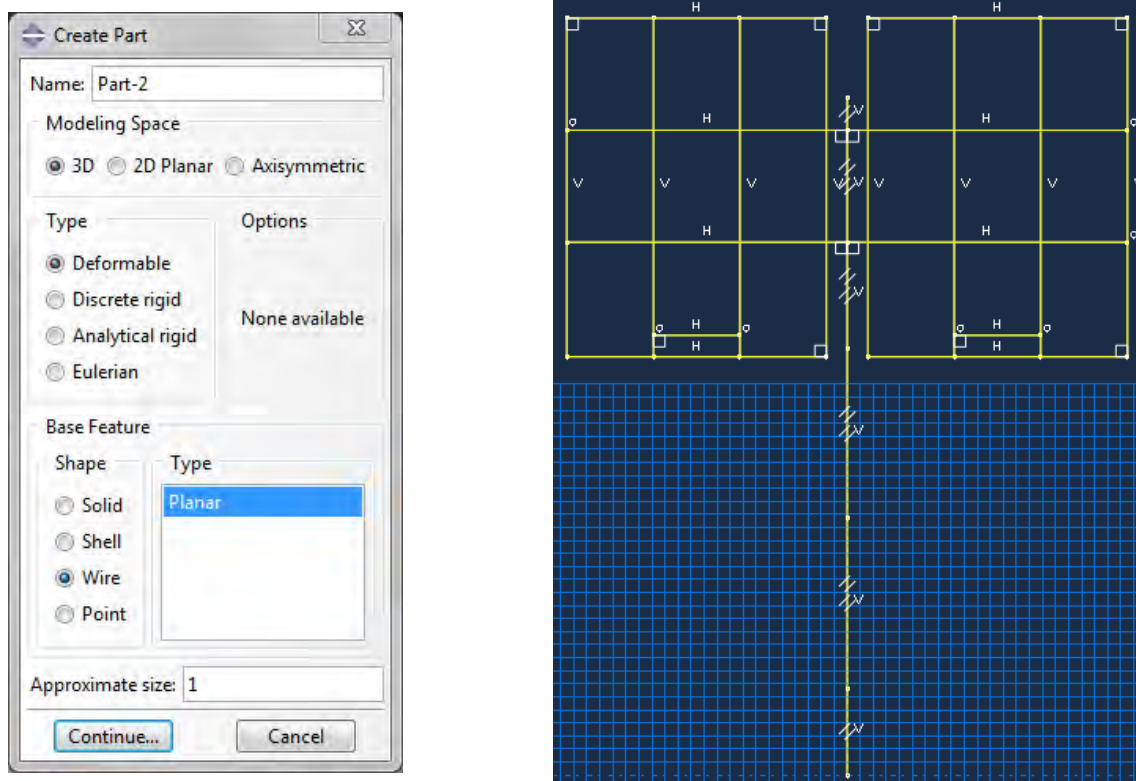 Create Part
Name: Part-2
Modeling Space
3D 2D Planar Axisymmetric
Type Options
Deformable
Discrete rigid
Analytical rigid
Eulerian
None available
Base Feature
Shape Type
Solid
Shell
Wire
Point
Planar
Approximate size: 1
Continue... Cancel
H H
V
H H
V V V V V V V V
H H
V
H H
H H
V
V
V